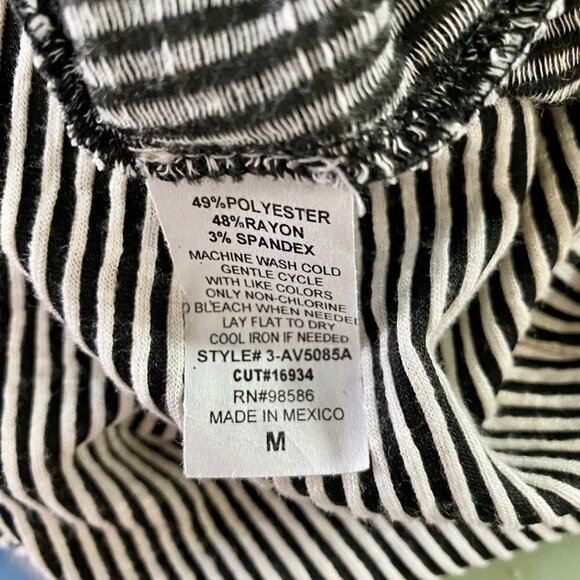 49%POLYESTER
48%RAYON
3% SPANDEX
MACHINE WASH COLD
GENTLE CYCLE
WITH LIKE COLORS
ONLY NON-CHLORINE
BLEACH WHEN NEEDED
LAY FLAT TO DRY
COOL IRON IF NEEDED
STYLE# 3-AV5085A
CUT#16934
RN#98586
MADE IN MEXICO
M